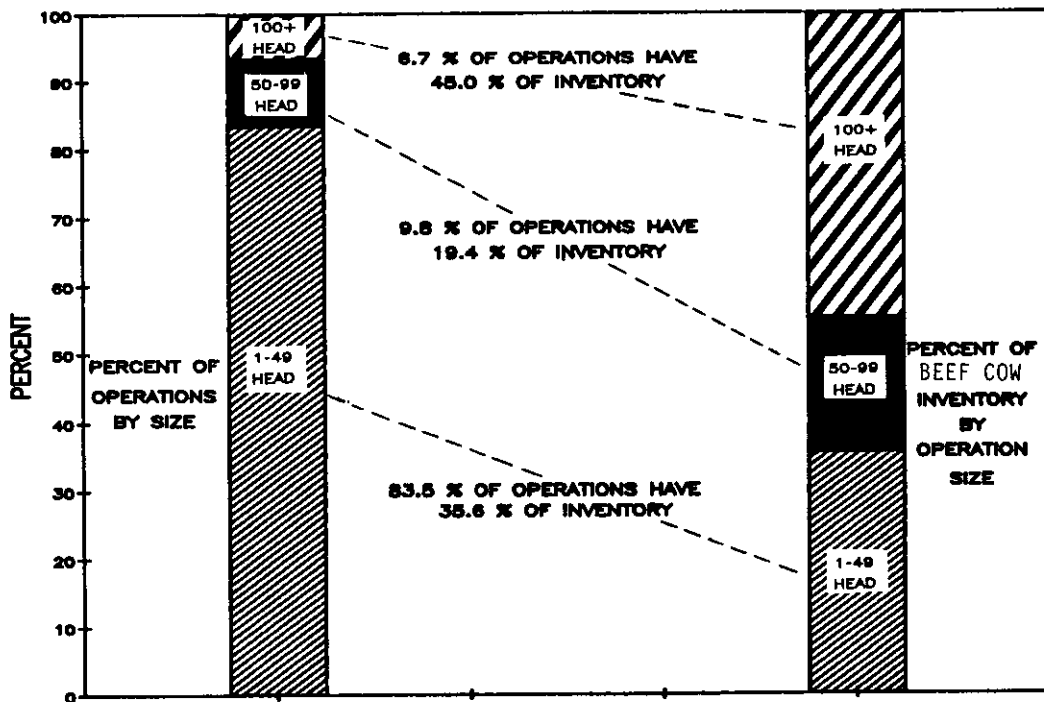 100
90
80
70
60
50
40
30
20
10
0
PERCENT
PERCENT OF
OPERATIONS
BY SIZE
100+
HEAD
50-99
HEAD
1-49
HEAD
6.7 % OF OPERATIONS HAVE
45.0 % OF INVENTORY
9.8 % OF OPERATIONS HAVE
19.4 % OF INVENTORY
83.5 % OF OPERATIONS HAVE
35.6 % OF INVENTORY
100+
HEAD
50-99
HEAD
1-49
HEAD
PERCENT OF
BEEF COW
INVENTORY
BY
OPERATION
SIZE